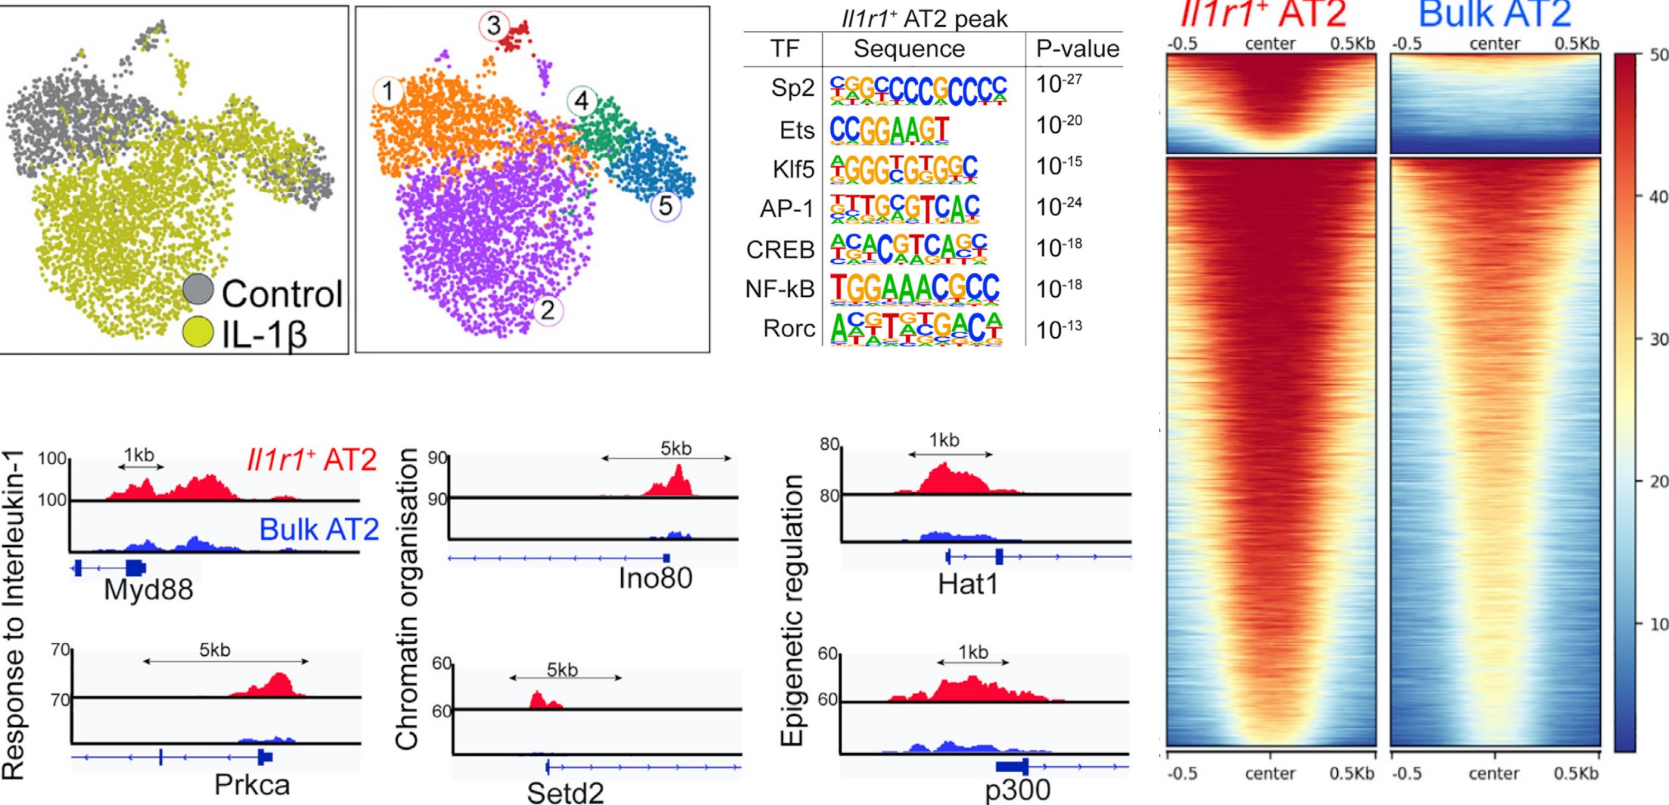 Control
IL-1β
1
2
3
4
5
Il1r1+ AT2 peak
TF Sequence P-value
Sp2 10-27
Ets CCGGAAGT 10-20
Klf5 10-15
AP-1 10-24
CREB 10-18
NF-kB TGGAAACGCC 10-18
Rorc 10-13
Il1r1+ AT2
Bulk AT2
-0.5 center 0.5Kb
-0.5 center 0.5Kb
50
40
30
20
10
-0.5 center 0.5Kb
-0.5 center 0.5Kb
Response to Interleukin-1
100
1kb
Il1r1+ AT2
100
Bulk AT2
Myd88
70
5kb
70
Prkca
Chromatin organisation
90
5kb
90
Ino80
60
5kb
60
Setd2
Epigenetic regulation
80
1kb
80
Hat1
60
1kb
60
p300